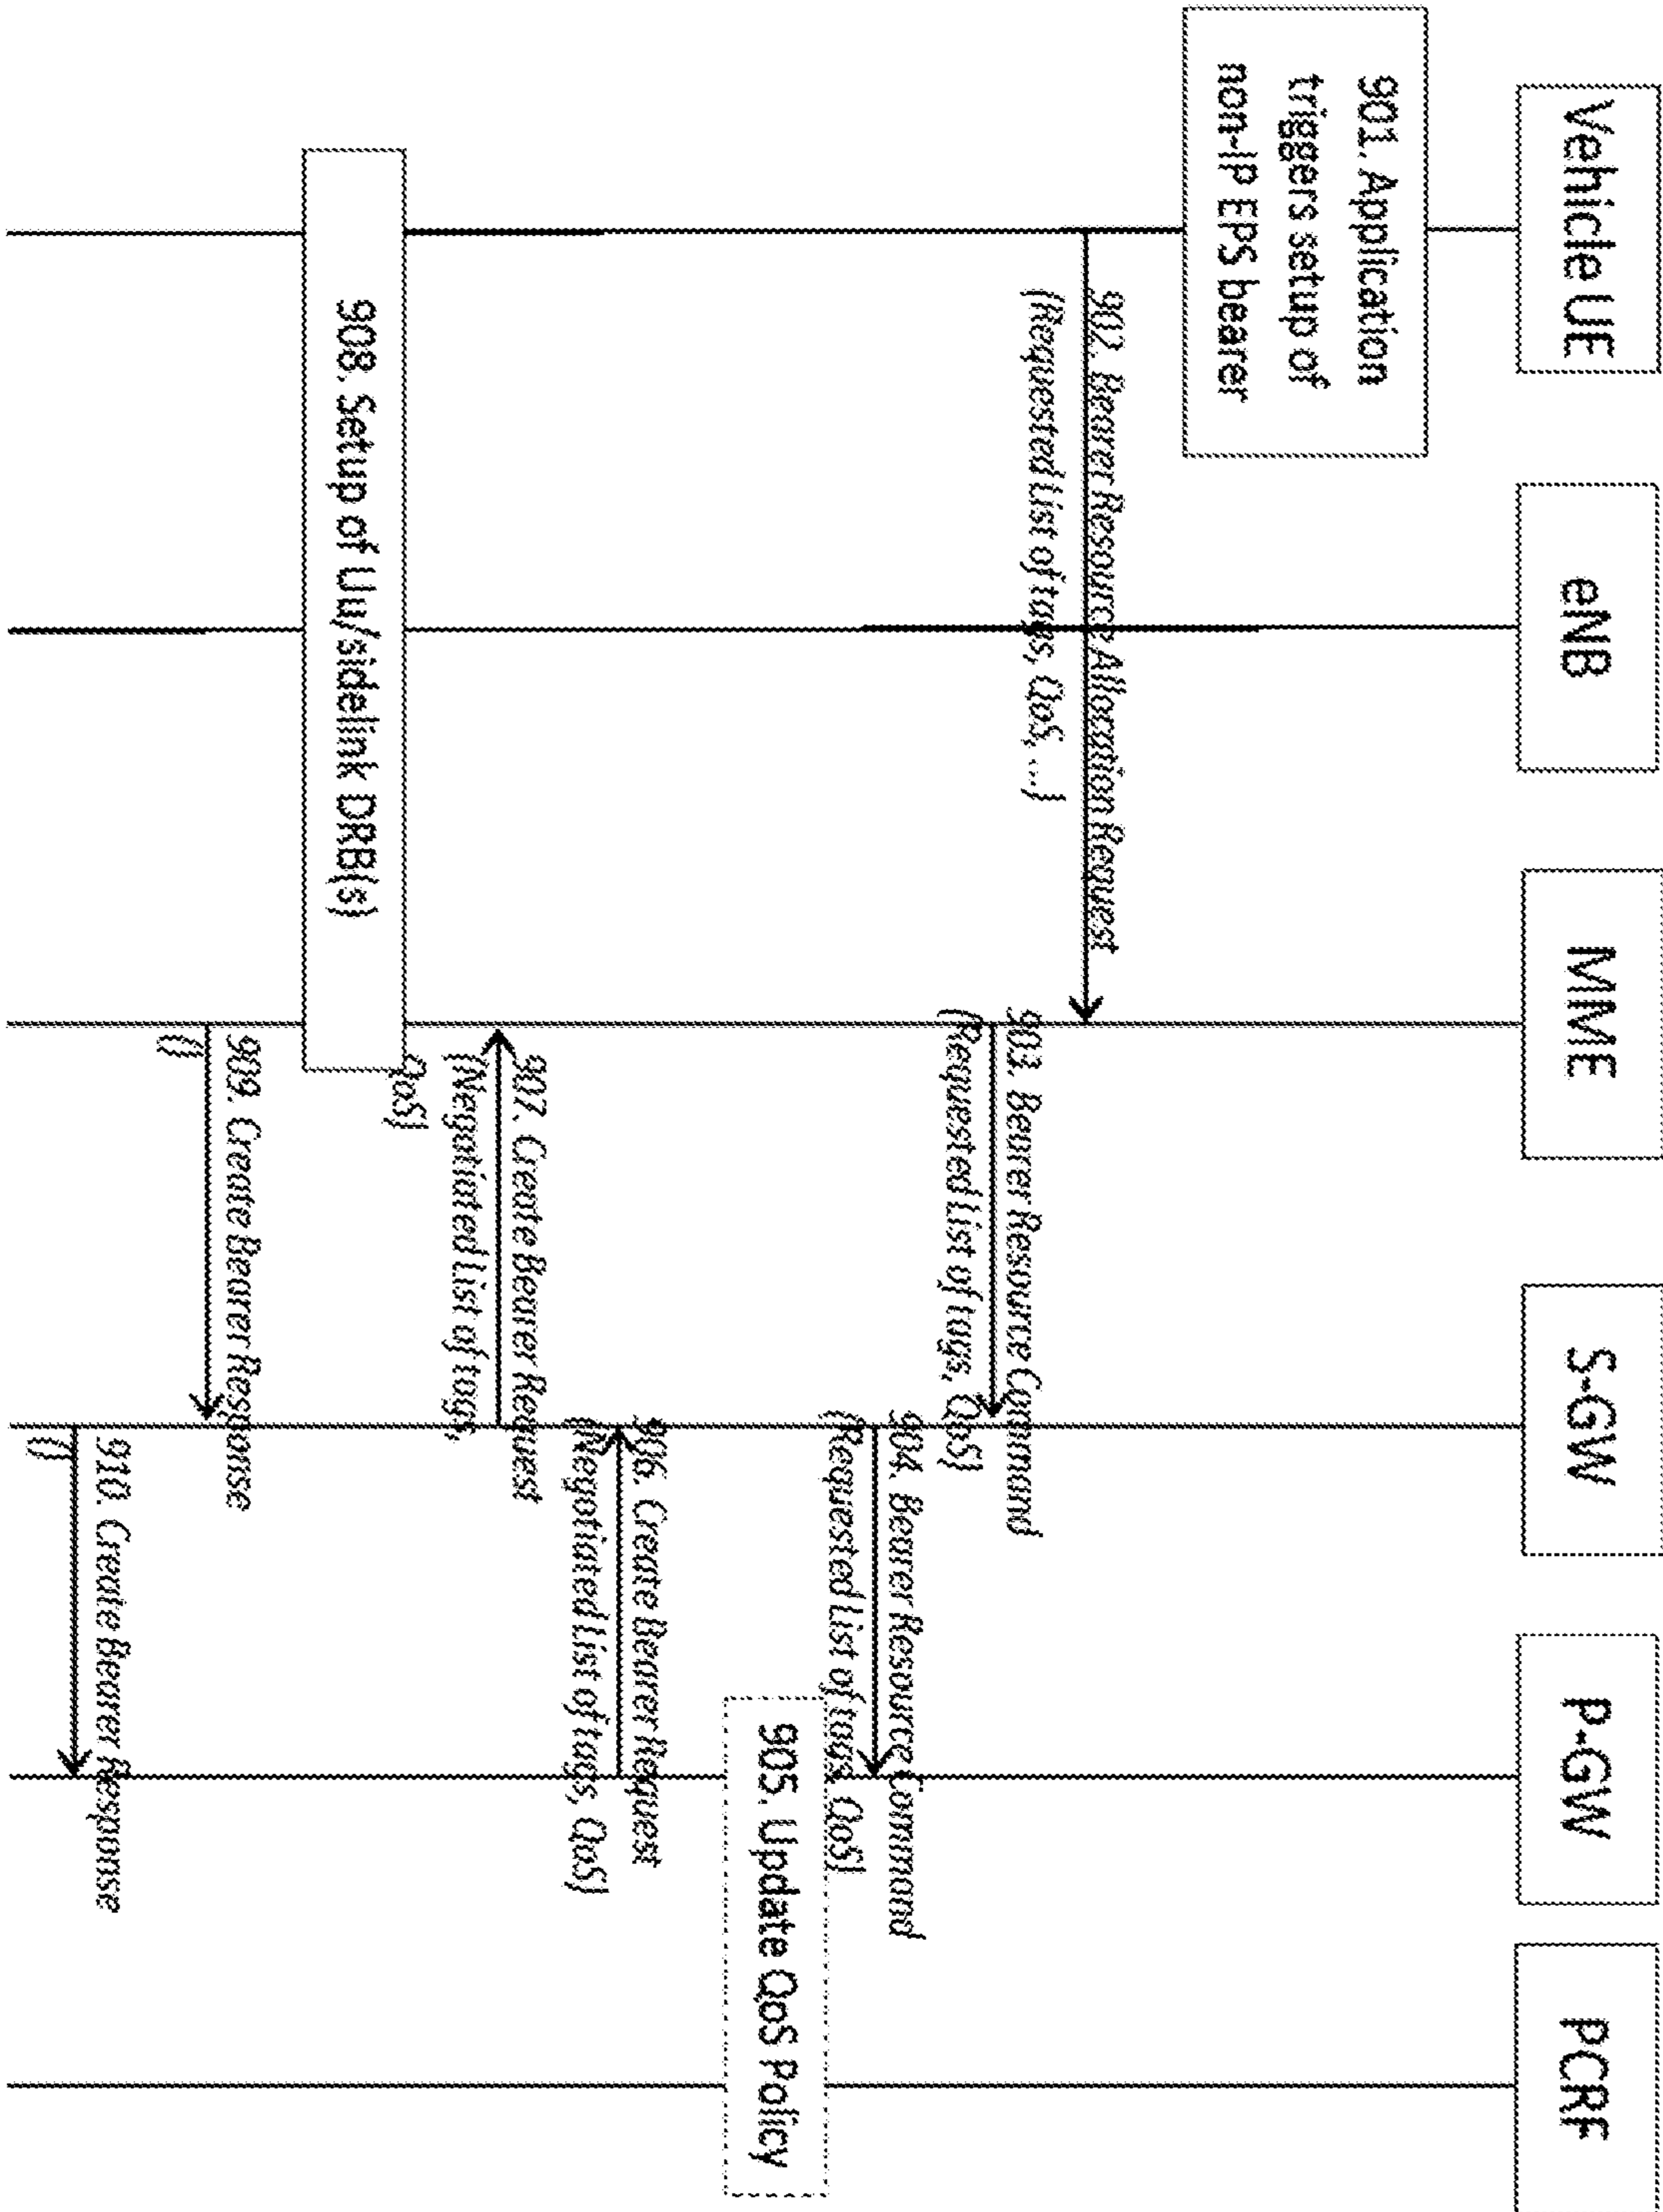 Vehicle UE
eNB
MME
S-GW
P-GW
PCRF
901. Application
triggers setup of
non-IP EPS bearer
902. Bearer Resource Allocation Request
(Requested List of tags, QoS, ...)
903. Bearer Resource Command
(Requested List of tags, QoS)
904. Bearer Resource Command
(Requested List of tags, QoS)
905. Update QoS Policy
906. Create Bearer Request
(Negotiated List of tags, QoS)
907. Create Bearer Request
(Negotiated List of tags,
QoS)
908. Setup of Uu/sidelink DRB(s)
909. Create Bearer Response
()
910. Create Bearer Response
()